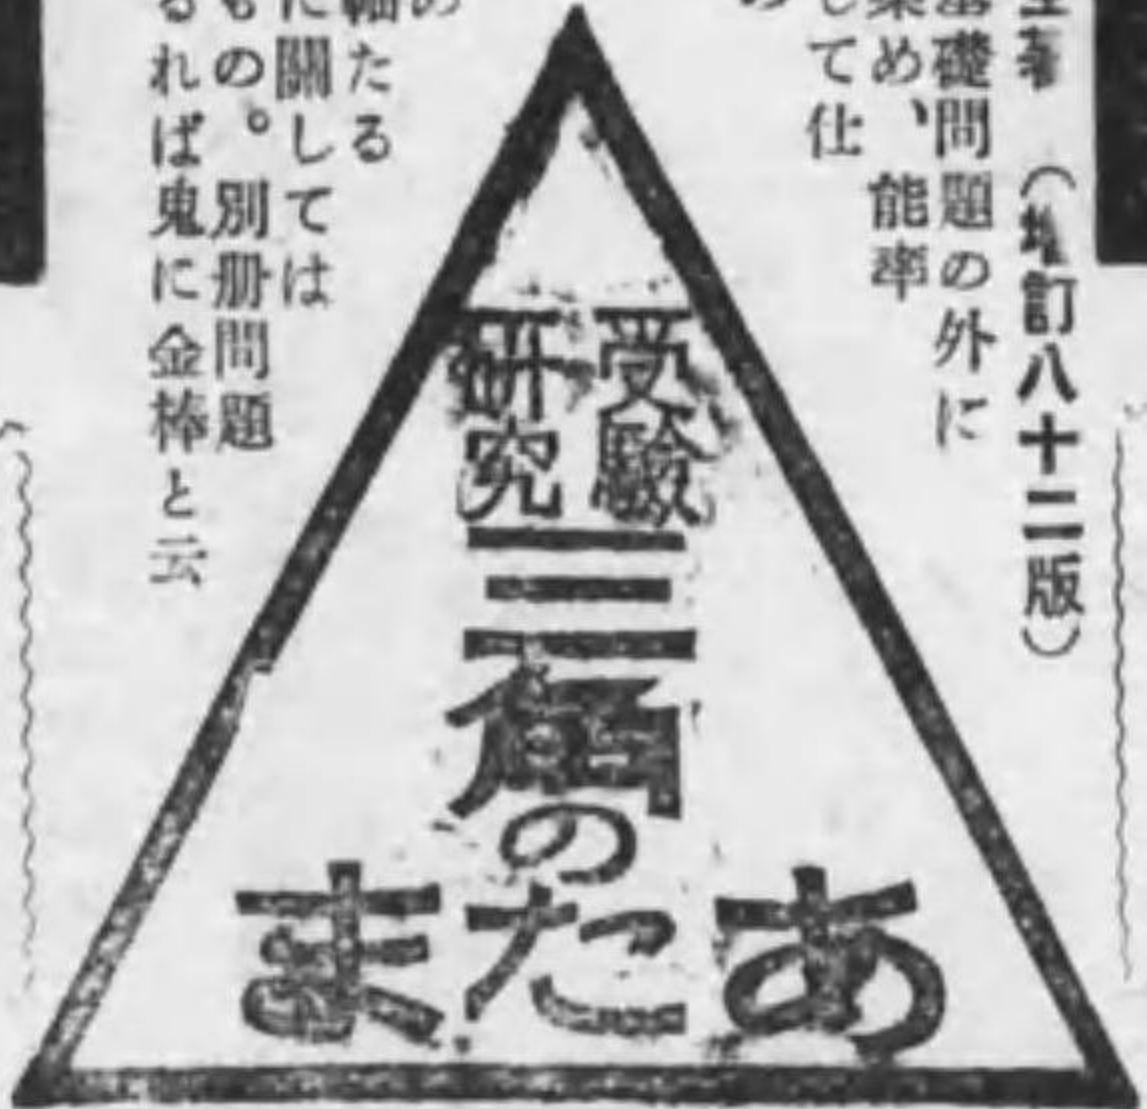 (增訂八十二版)
礎問題の外に
め、能率
して仕
受驗
研究
三角の
あたま
たる
に關しては
もの。別册問題
るれば鬼に金棒と云